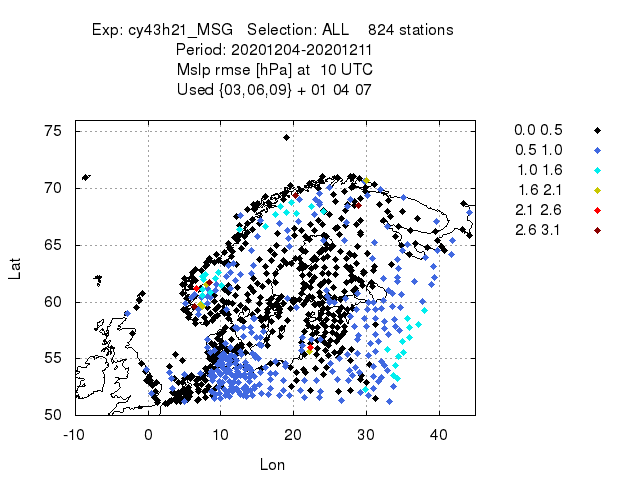 Exp: cy43h21_MSG   Selection: ALL    824 stations
Period: 20201204-20201211
Mslp rmse [hPa] at  10 UTC
Used {03,06,09} + 01 04 07
0.0 0.5
0.5 1.0
1.0 1.6
1.6 2.1
2.1 2.6
2.6 3.1
75
70
65
60
55
50
Lat
-10 0 10 20 30 40
Lon